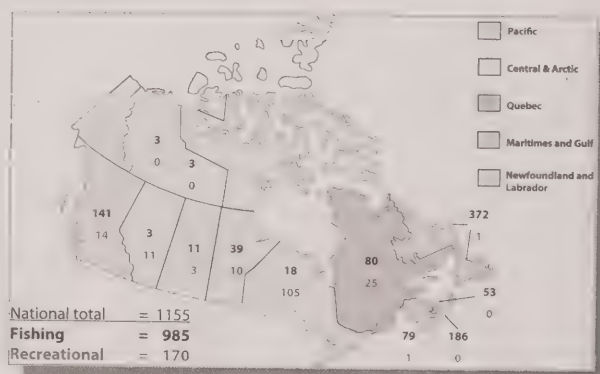 Pacific
Central & Arctic
Quebec
Maritimes and Gulf
Newfoundland and
Labrador
3
0
3
0
141
14
3
11
11
3
39
10
18
105
80
25
372
1
53
0
79
1
186
0
National total = 1155
Fishing = 985
Recreational = 170